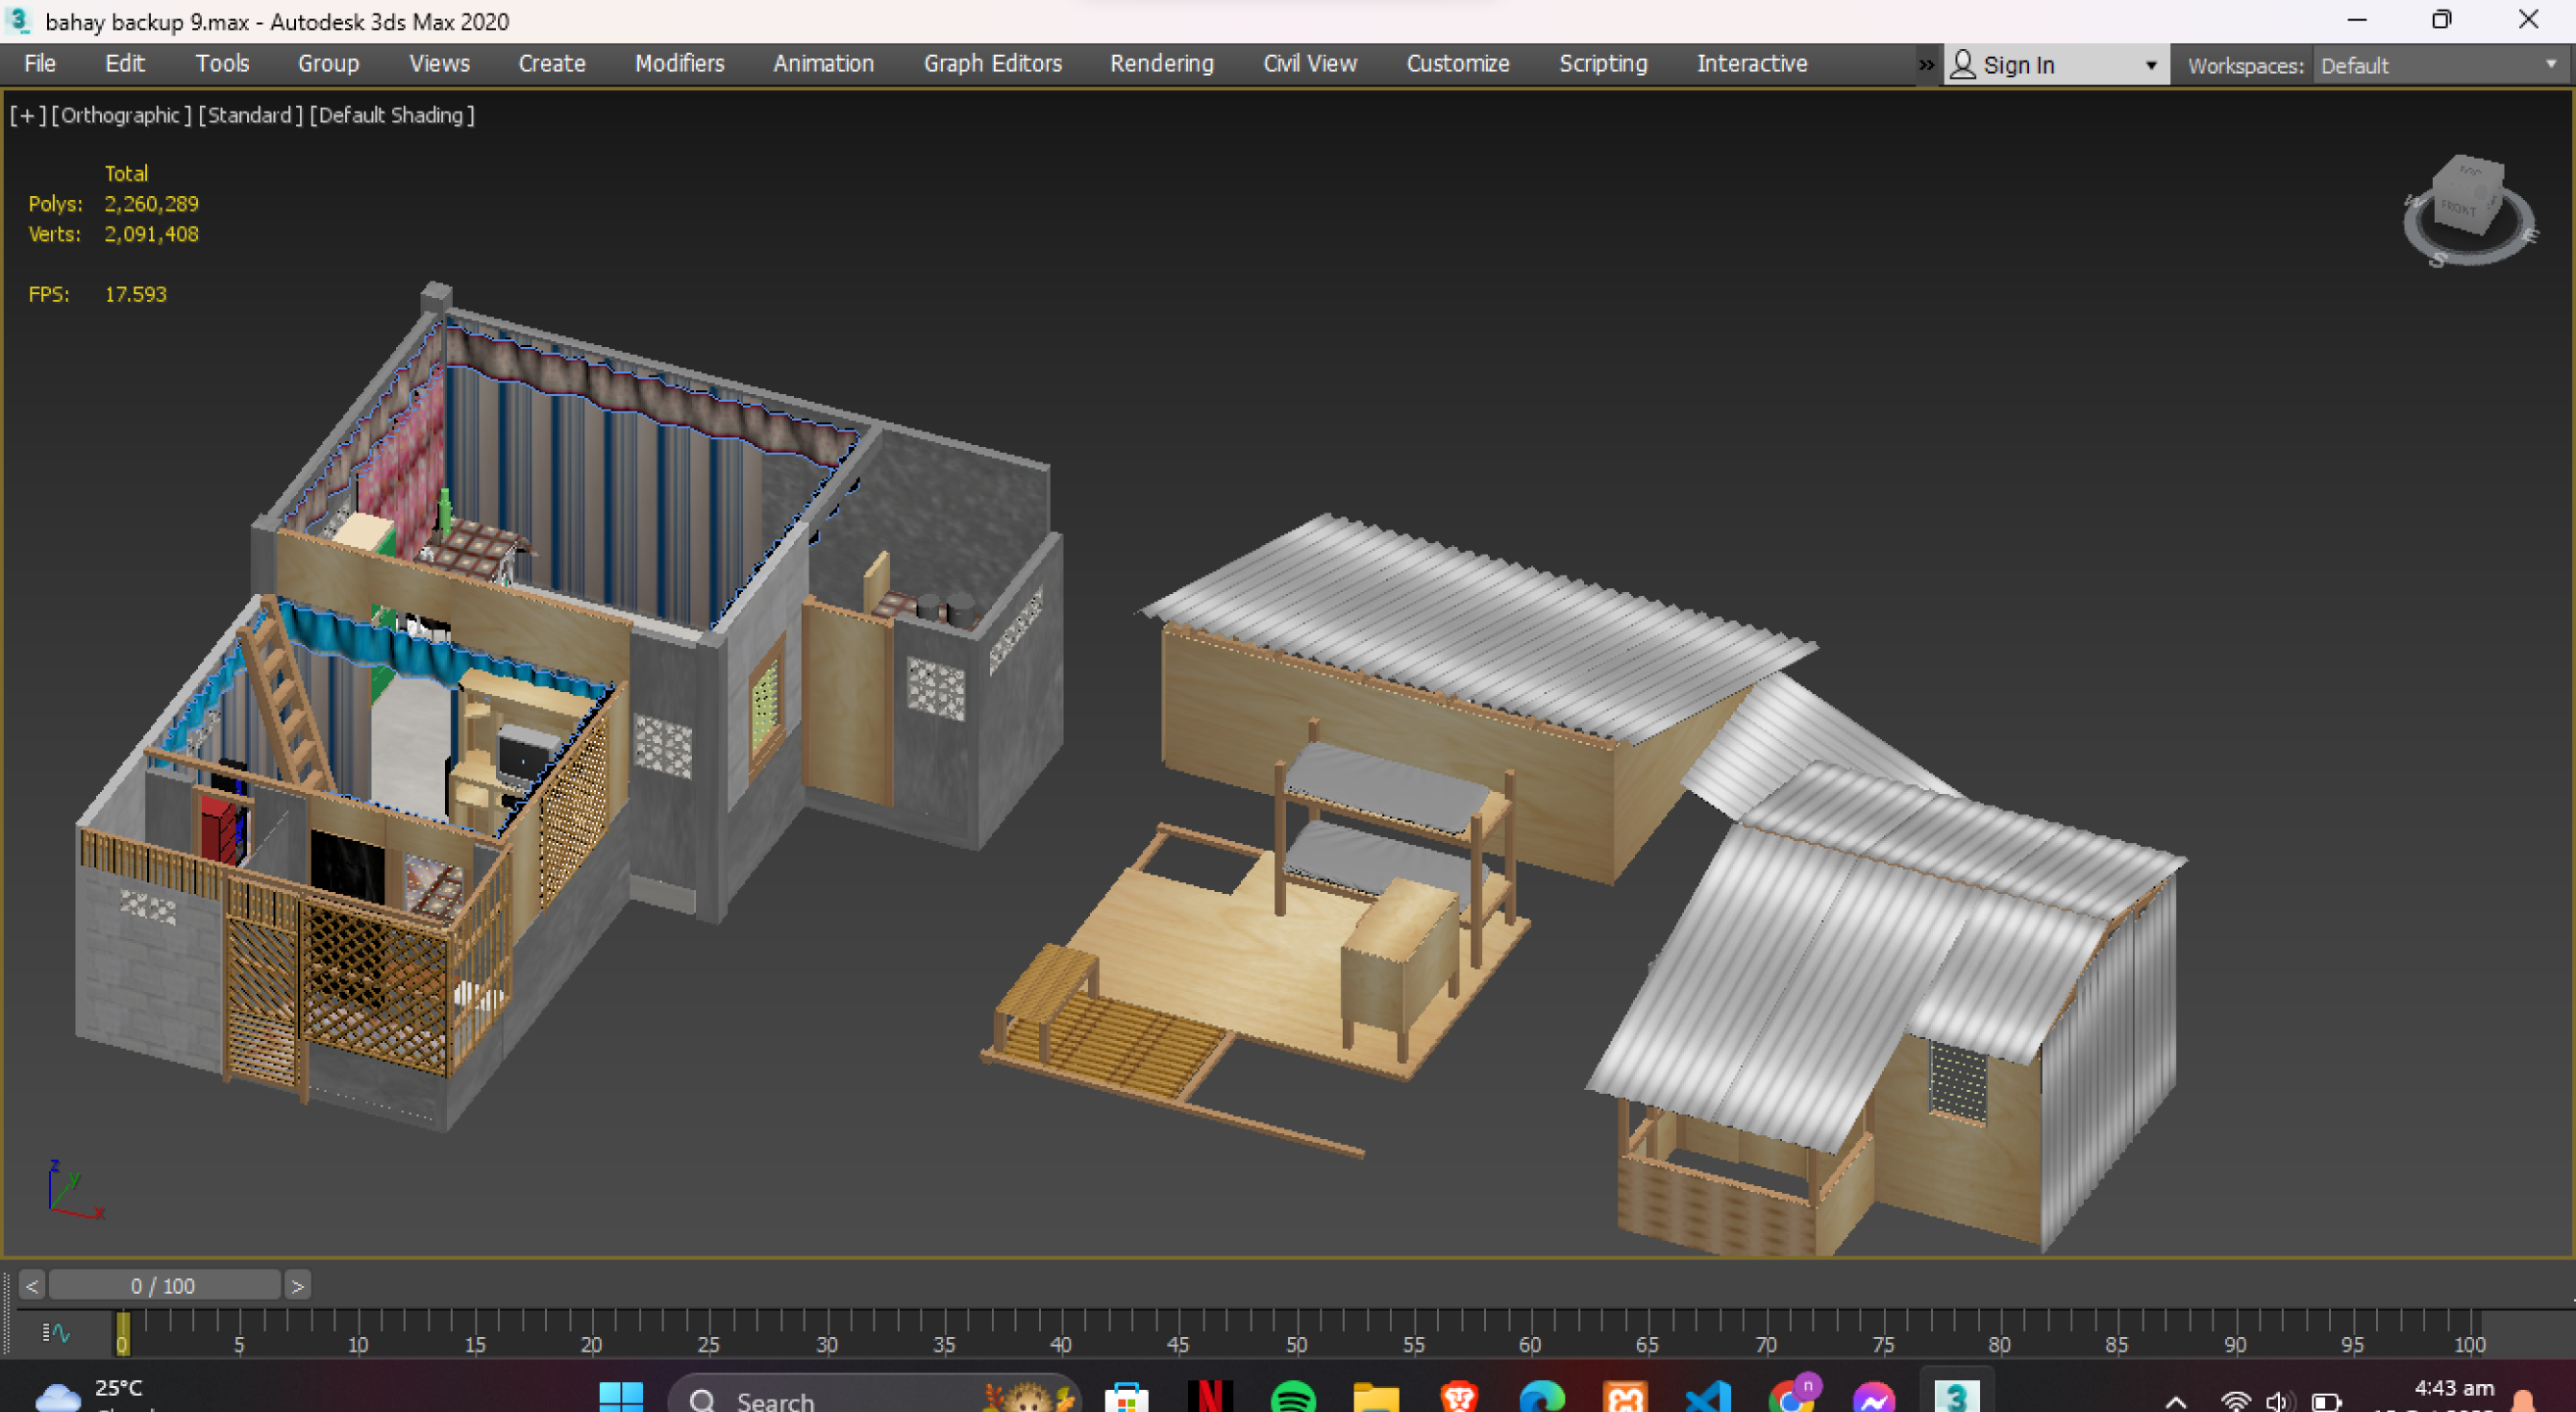 bahay backup 9.max - Autodesk 3ds Max 2020
File Edit Tools Group Views Create Modifiers Animation Graph Editors Rendering Civil View Customize Scripting Interactive » Sign In Workspaces: Default
[+] [Orthographic ] [Standard ] [Default Shading ]
Total
Polys: 2,260,289
Verts: 2,091,408
FPS: 17.593
FRONT
W
E
S
z
y
x
< 0 / 100 >
0 5 10 15 20 25 30 35 40 45 50 55 60 65 70 75 80 85 90 95 100
25°C
Search
n
3
4:43 am